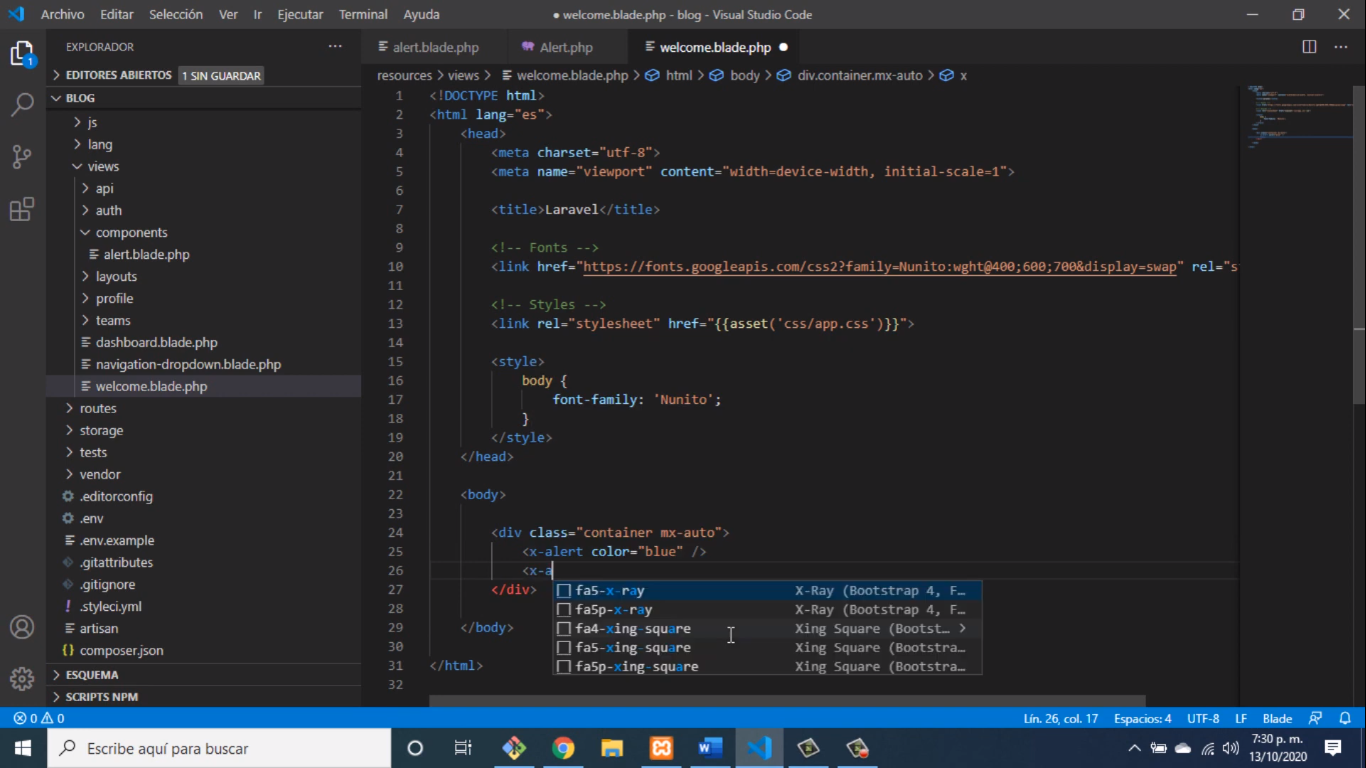 Archivo Editar Selección Ver Ir Ejecutar Terminal Ayuda ● welcome.blade.php - blog - Visual Studio Code
EXPLORADOR ...
EDITORES ABIERTOS 1 SIN GUARDAR
BLOG
js
lang
views
api
auth
components
alert.blade.php
layouts
profile
teams
dashboard.blade.php
navigation-dropdown.blade.php
welcome.blade.php
routes
storage
tests
vendor
.editorconfig
.env
.env.example
.gitattributes
.gitignore
.styleci.yml
artisan
composer.json
ESQUEMA
SCRIPTS NPM
1
alert.blade.php Alert.php welcome.blade.php ●
resources > views > welcome.blade.php > html > body > div.container.mx-auto > x
1 <!DOCTYPE html>
2 <html lang="es">
3 <head>
4 <meta charset="utf-8">
5 <meta name="viewport" content="width=device-width, initial-scale=1">
6
7 <title>Laravel</title>
8
9 <!-- Fonts -->
10 <link href="https://fonts.googleapis.com/css2?family=Nunito:wght@400;600;700&display=swap" rel="s
11
12 <!-- Styles -->
13 <link rel="stylesheet" href="{{asset('css/app.css')}}">
14
15 <style>
16 body {
17 font-family: 'Nunito';
18 }
19 </style>
20 </head>
21
22 <body>
23
24 <div class="container mx-auto">
25 <x-alert color="blue" />
26 <x-a
27 </div>
28
29 </body>
30
31 </html>
32
fa5-x-ray X-Ray (Bootstrap 4, F…
fa5p-x-ray X-Ray (Bootstrap 4, F…
fa4-xing-square Xing Square (Bootst… >
fa5-xing-square Xing Square (Bootstra…
fa5p-xing-square Xing Square (Bootstra…
0 0 Lín. 26, col. 17 Espacios: 4 UTF-8 LF Blade
Escribe aquí para buscar
7:30 p. m.
13/10/2020